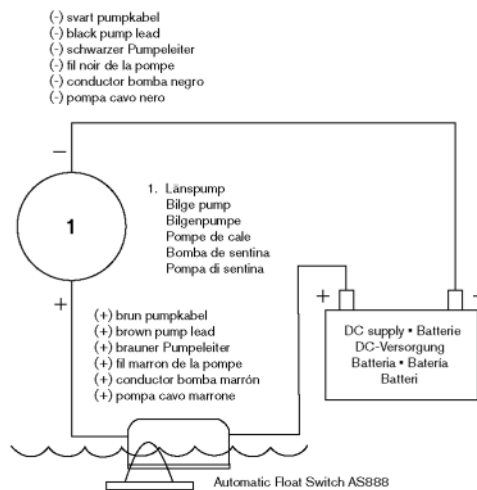 (-) svart pumpkabel
(-) black pump lead
(-) schwarzer Pumpeleiter
(-) fil noir de la pompe
(-) conductor bomba negro
(-) pompa cavo nero
−
1
1. Länspump
Bilge pump
Bilgenpumpe
Pompe de cale
Bomba de sentina
Pompa di sentina
+
(+) brun pumpkabel
(+) brown pump lead
(+) brauner Pumpeleiter
(+) fil marron de la pompe
(+) conductor bomba marrón
(+) pompa cavo marrone
+ −
DC supply • Batterie
DC-Versorgung
Batteria • Batería
Batteri
Automatic Float Switch AS888